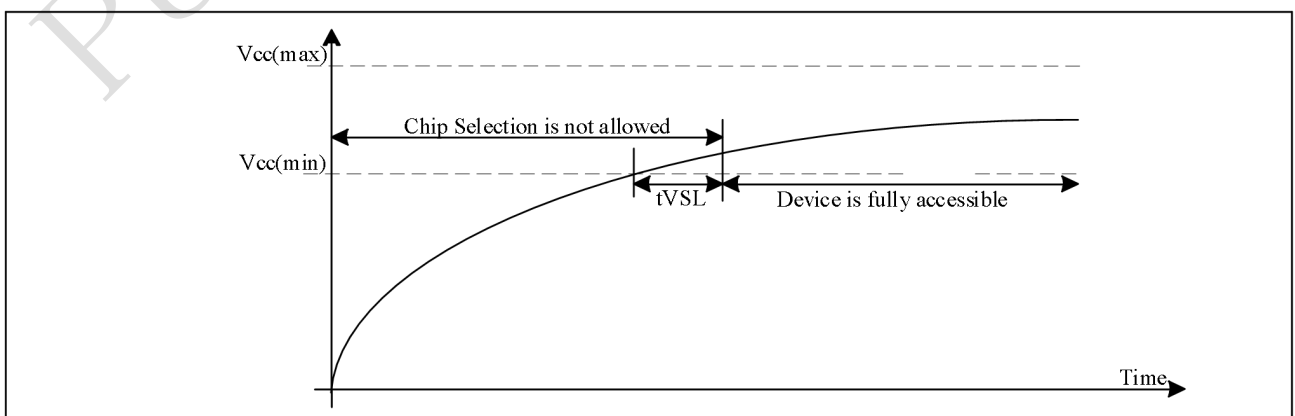 Vcc(max)
Chip Selection is not allowed
Vcc(min)
tVSL
Device is fully accessible
Time